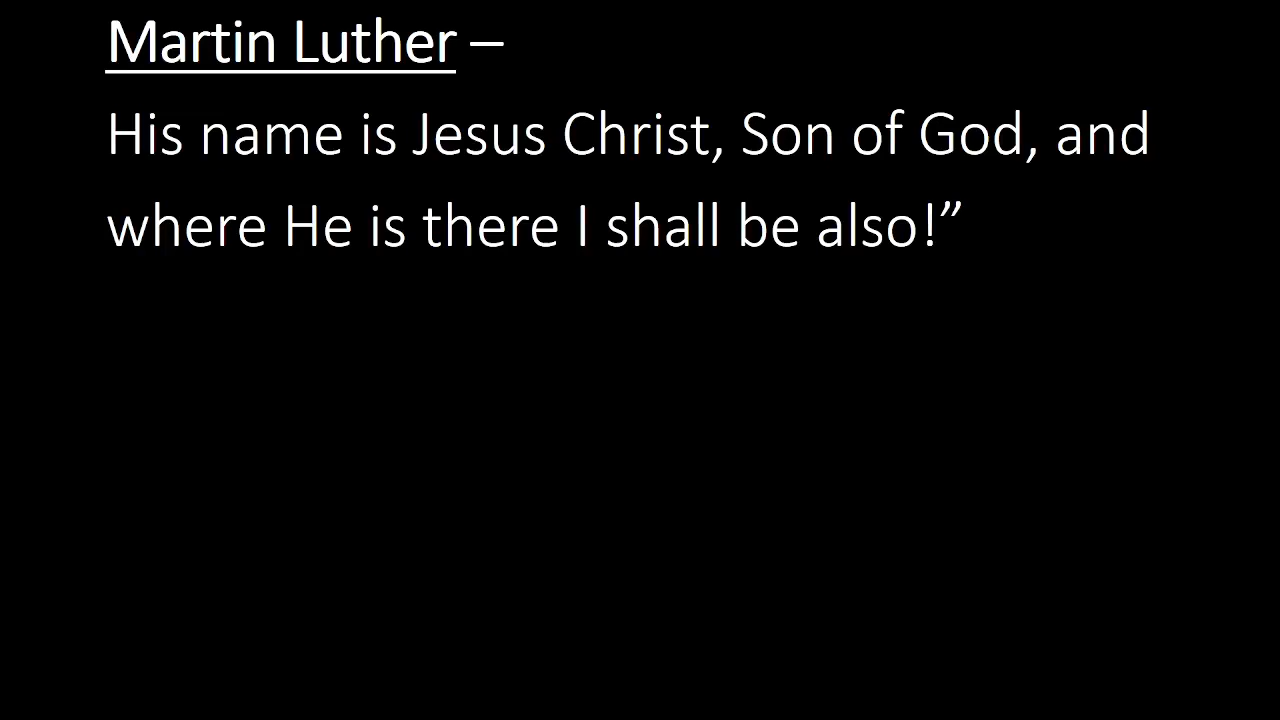 Martin Luther –
His name is Jesus Christ, Son of God, and
where He is there I shall be also!”